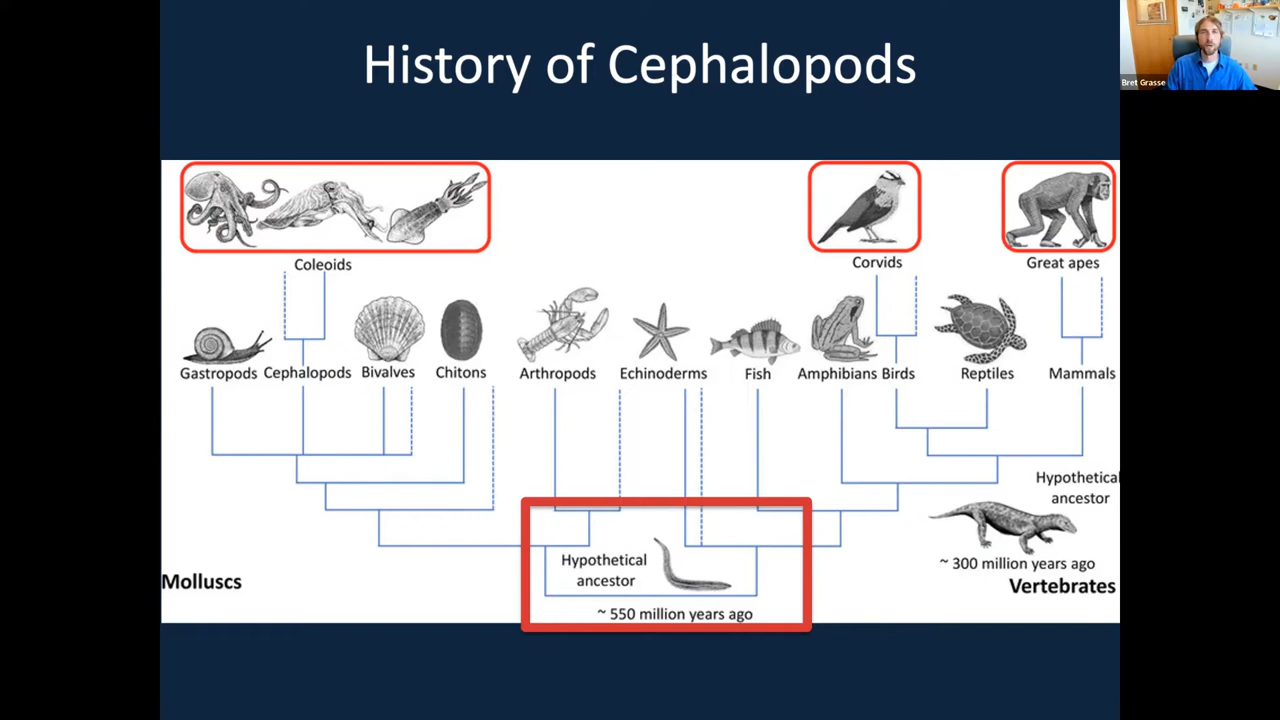 History of Cephalopods
Bret Grasse
Coleoids
Corvids
Great apes
Gastropods
Cephalopods
Bivalves
Chitons
Arthropods
Echinoderms
Fish
Amphibians
Birds
Reptiles
Mammals
Hypothetical
ancestor
~ 300 million years ago
Hypothetical
ancestor
~ 550 million years ago
Molluscs
Vertebrates